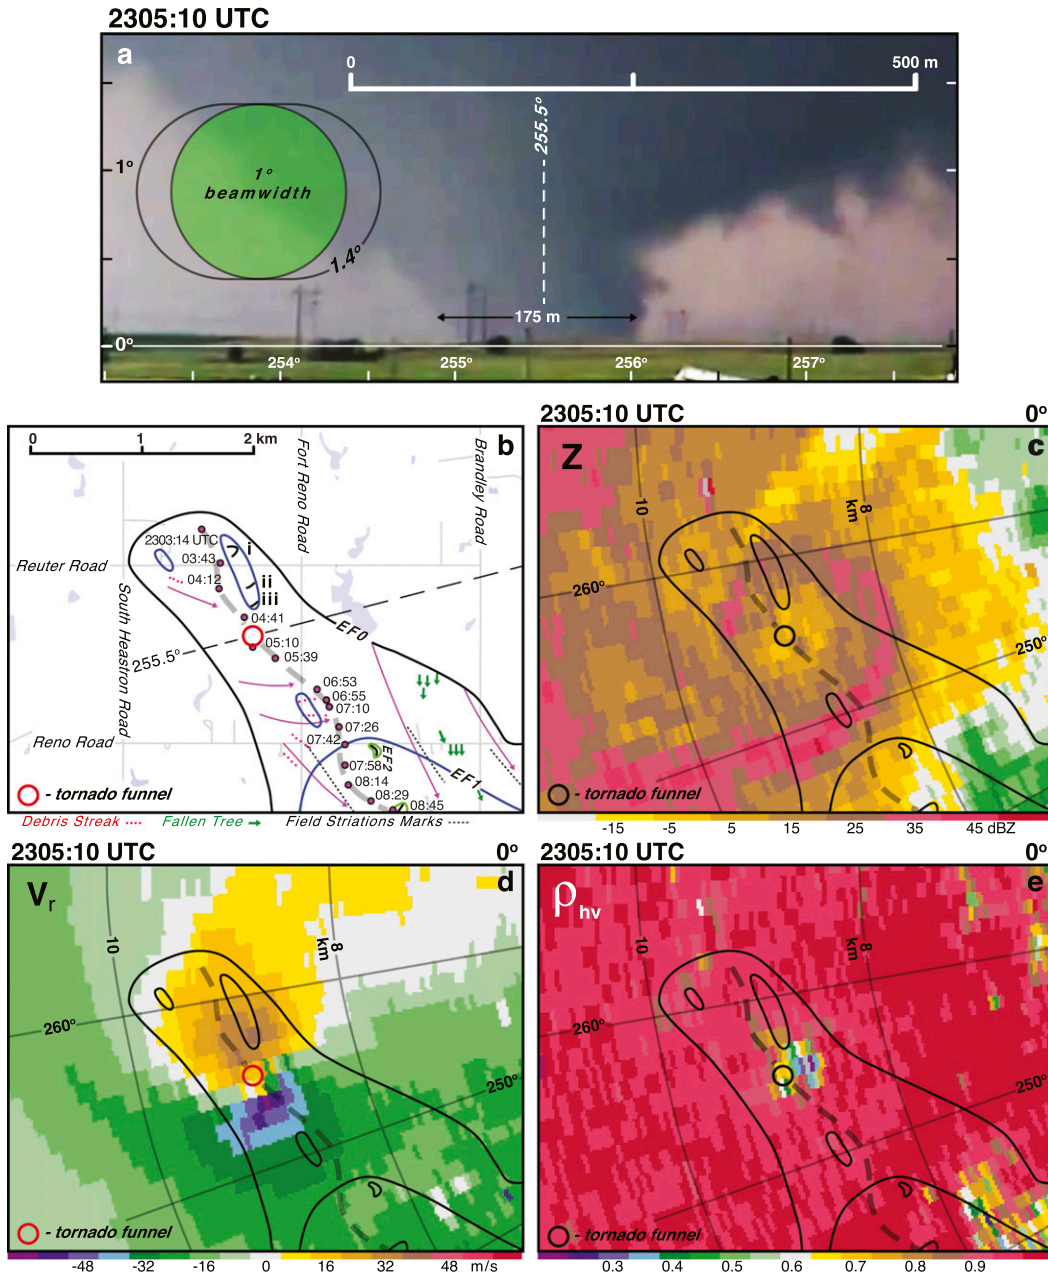 2305:10 UTC
a
0
500 m
255.5°
1°
1°
beamwidth
1.4°
175 m
0°
254°
255°
256°
257°
2305:10 UTC
0°
0
1
2 km
b
Fort Reno Road
Brandley Road
2303:14 UTC
i
03:43
Reuter Road
04:12
ii
iii
04:41
South Heastron Road
EF0
05:10
255.5°
05:39
06:53
06:55
07:10
07:26
Reno Road
07:42
EF2
07:58
EF1
08:14
08:29
08:45
- tornado funnel
Debris Streak
Fallen Tree
Field Striations Marks
Z
c
10
8
km
260°
250°
- tornado funnel
-15
-5
5
15
25
35
45 dBZ
2305:10 UTC
0°
2305:10 UTC
0°
Vr
d
10
8
km
260°
250°
- tornado funnel
-48
-32
-16
0
16
32
48
m/s
ρhv
e
10
8
km
260°
250°
- tornado funnel
0.3
0.4
0.5
0.6
0.7
0.8
0.9